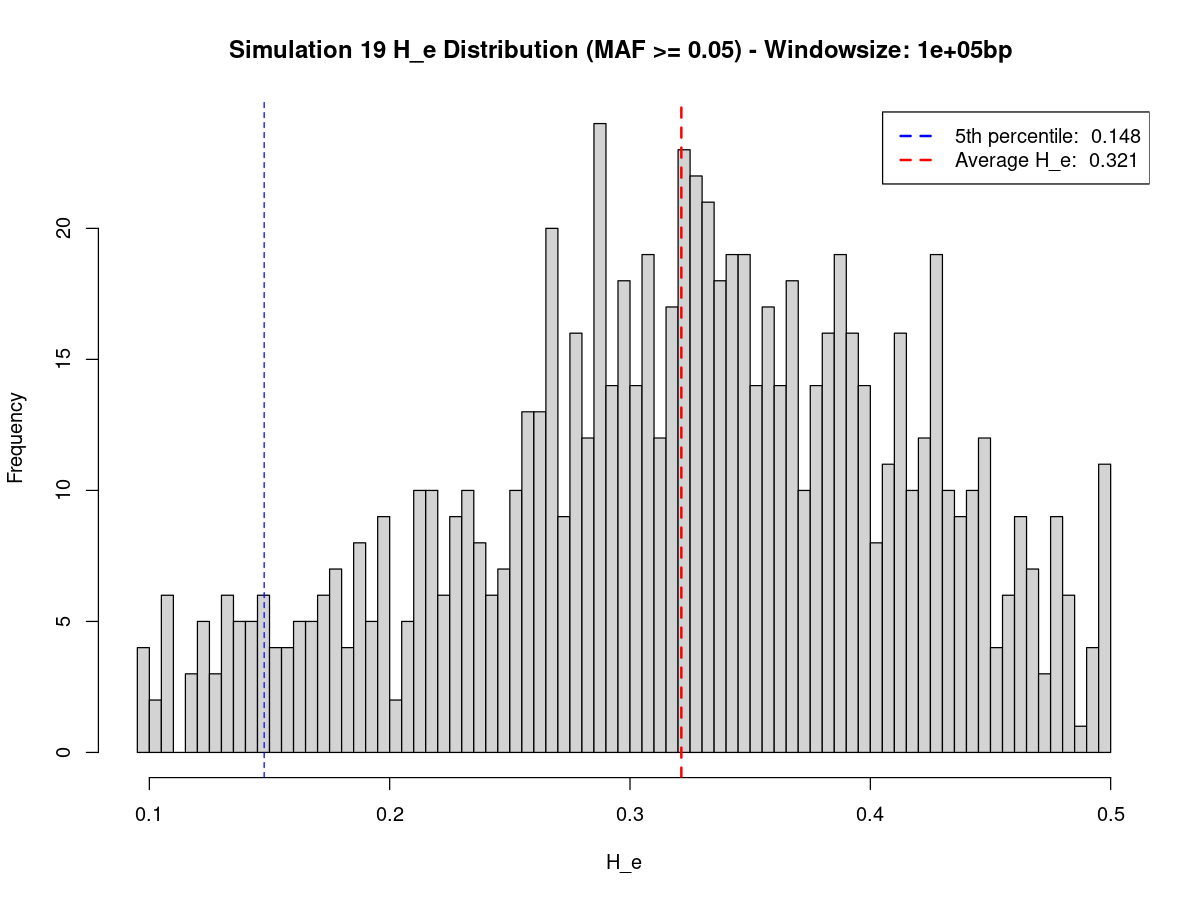 Simulation 19 H_e Distribution (MAF >= 0.05) - Windowsize: 1e+05bp
5th percentile: 0.148
Average H_e: 0.321
Frequency
20
15
10
5
0
0.1 0.2 0.3 0.4 0.5
H_e